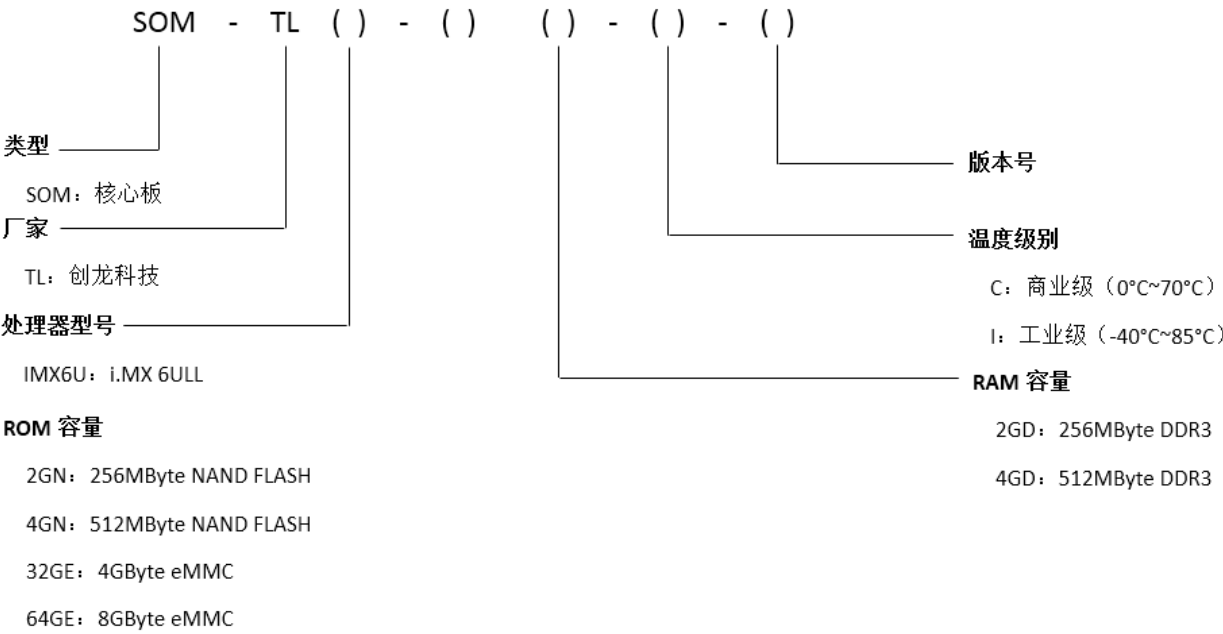 SOM - TL ( ) - ( ) ( ) - ( ) - ( )
类型
SOM：核心板
厂家
TL：创龙科技
处理器型号
IMX6U：i.MX 6ULL
ROM 容量
2GN：256MByte NAND FLASH
4GN：512MByte NAND FLASH
32GE：4GByte eMMC
64GE：8GByte eMMC
版本号
温度级别
C：商业级（0°C~70°C）
I：工业级（-40°C~85°C）
RAM 容量
2GD：256MByte DDR3
4GD：512MByte DDR3